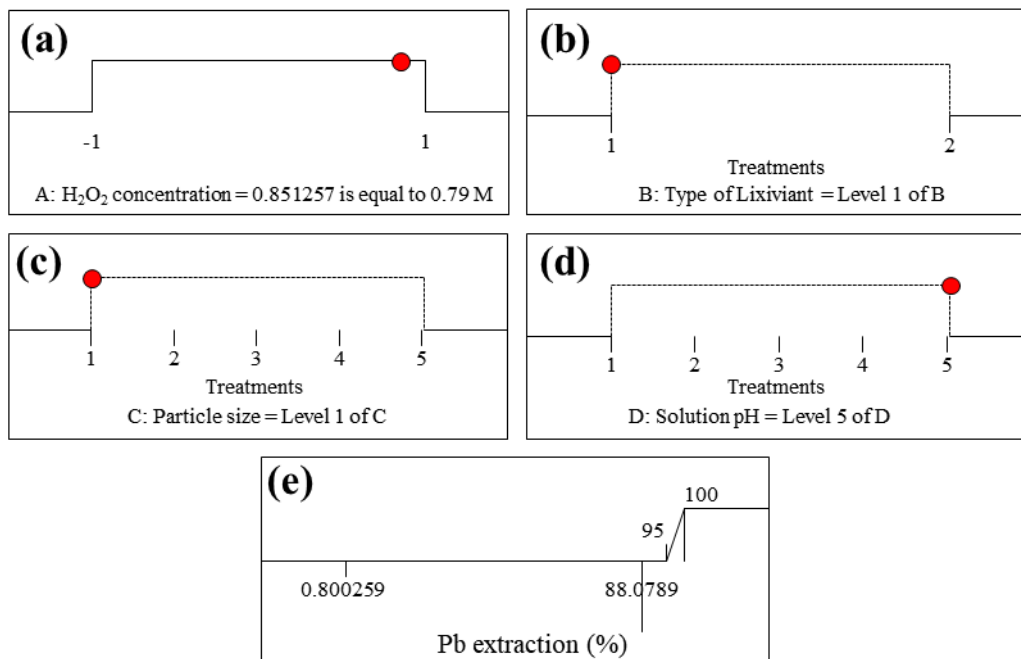 (a)
-1 1
A: H₂O₂ concentration = 0.851257 is equal to 0.79 M
(b)
1 2
Treatments
B: Type of Lixiviant = Level 1 of B
(c)
1 2 3 4 5
Treatments
C: Particle size = Level 1 of C
(d)
1 2 3 4 5
Treatments
D: Solution pH = Level 5 of D
(e)
100
95
0.800259 88.0789
Pb extraction (%)